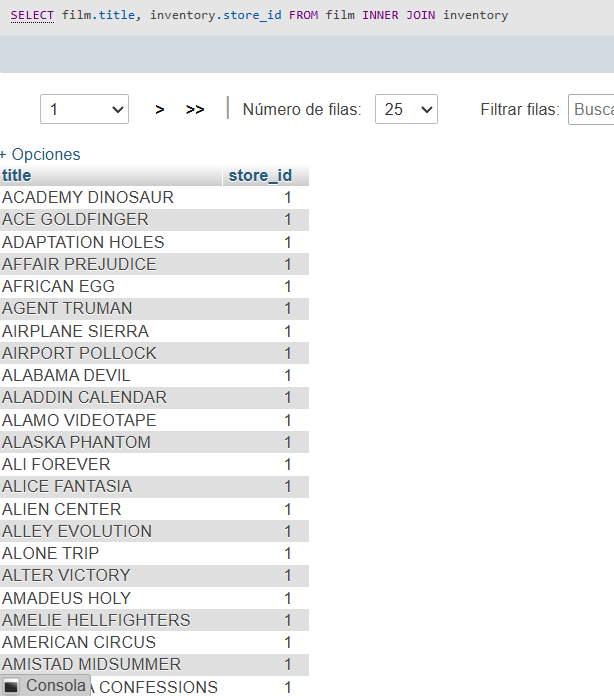 SELECT film.title, inventory.store_id FROM film INNER JOIN inventory
1 > >> | Número de filas: 25 Filtrar filas: Busca
+ Opciones
title store_id
ACADEMY DINOSAUR 1
ACE GOLDFINGER 1
ADAPTATION HOLES 1
AFFAIR PREJUDICE 1
AFRICAN EGG 1
AGENT TRUMAN 1
AIRPLANE SIERRA 1
AIRPORT POLLOCK 1
ALABAMA DEVIL 1
ALADDIN CALENDAR 1
ALAMO VIDEOTAPE 1
ALASKA PHANTOM 1
ALI FOREVER 1
ALICE FANTASIA 1
ALIEN CENTER 1
ALLEY EVOLUTION 1
ALONE TRIP 1
ALTER VICTORY 1
AMADEUS HOLY 1
AMELIE HELLFIGHTERS 1
AMERICAN CIRCUS 1
AMISTAD MIDSUMMER 1
Consola CONFESSIONS 1